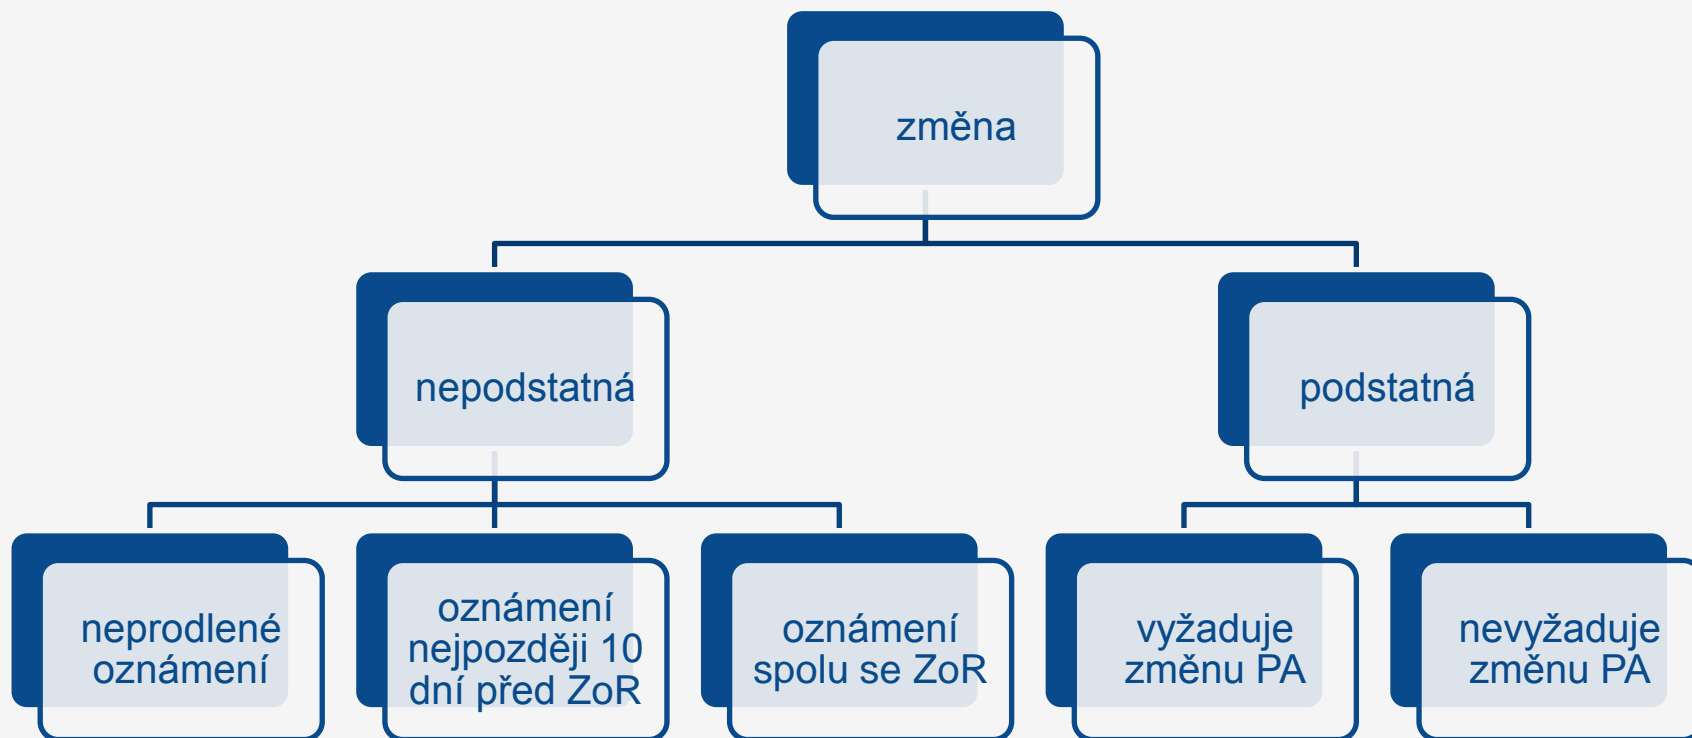 změna
nepodstatná
podstatná
neprodlené
oznámení
oznámení
nejpozději 10
dní před ZoR
oznámení
spolu se ZoR
vyžaduje
změnu PA
nevyžaduje
změnu PA